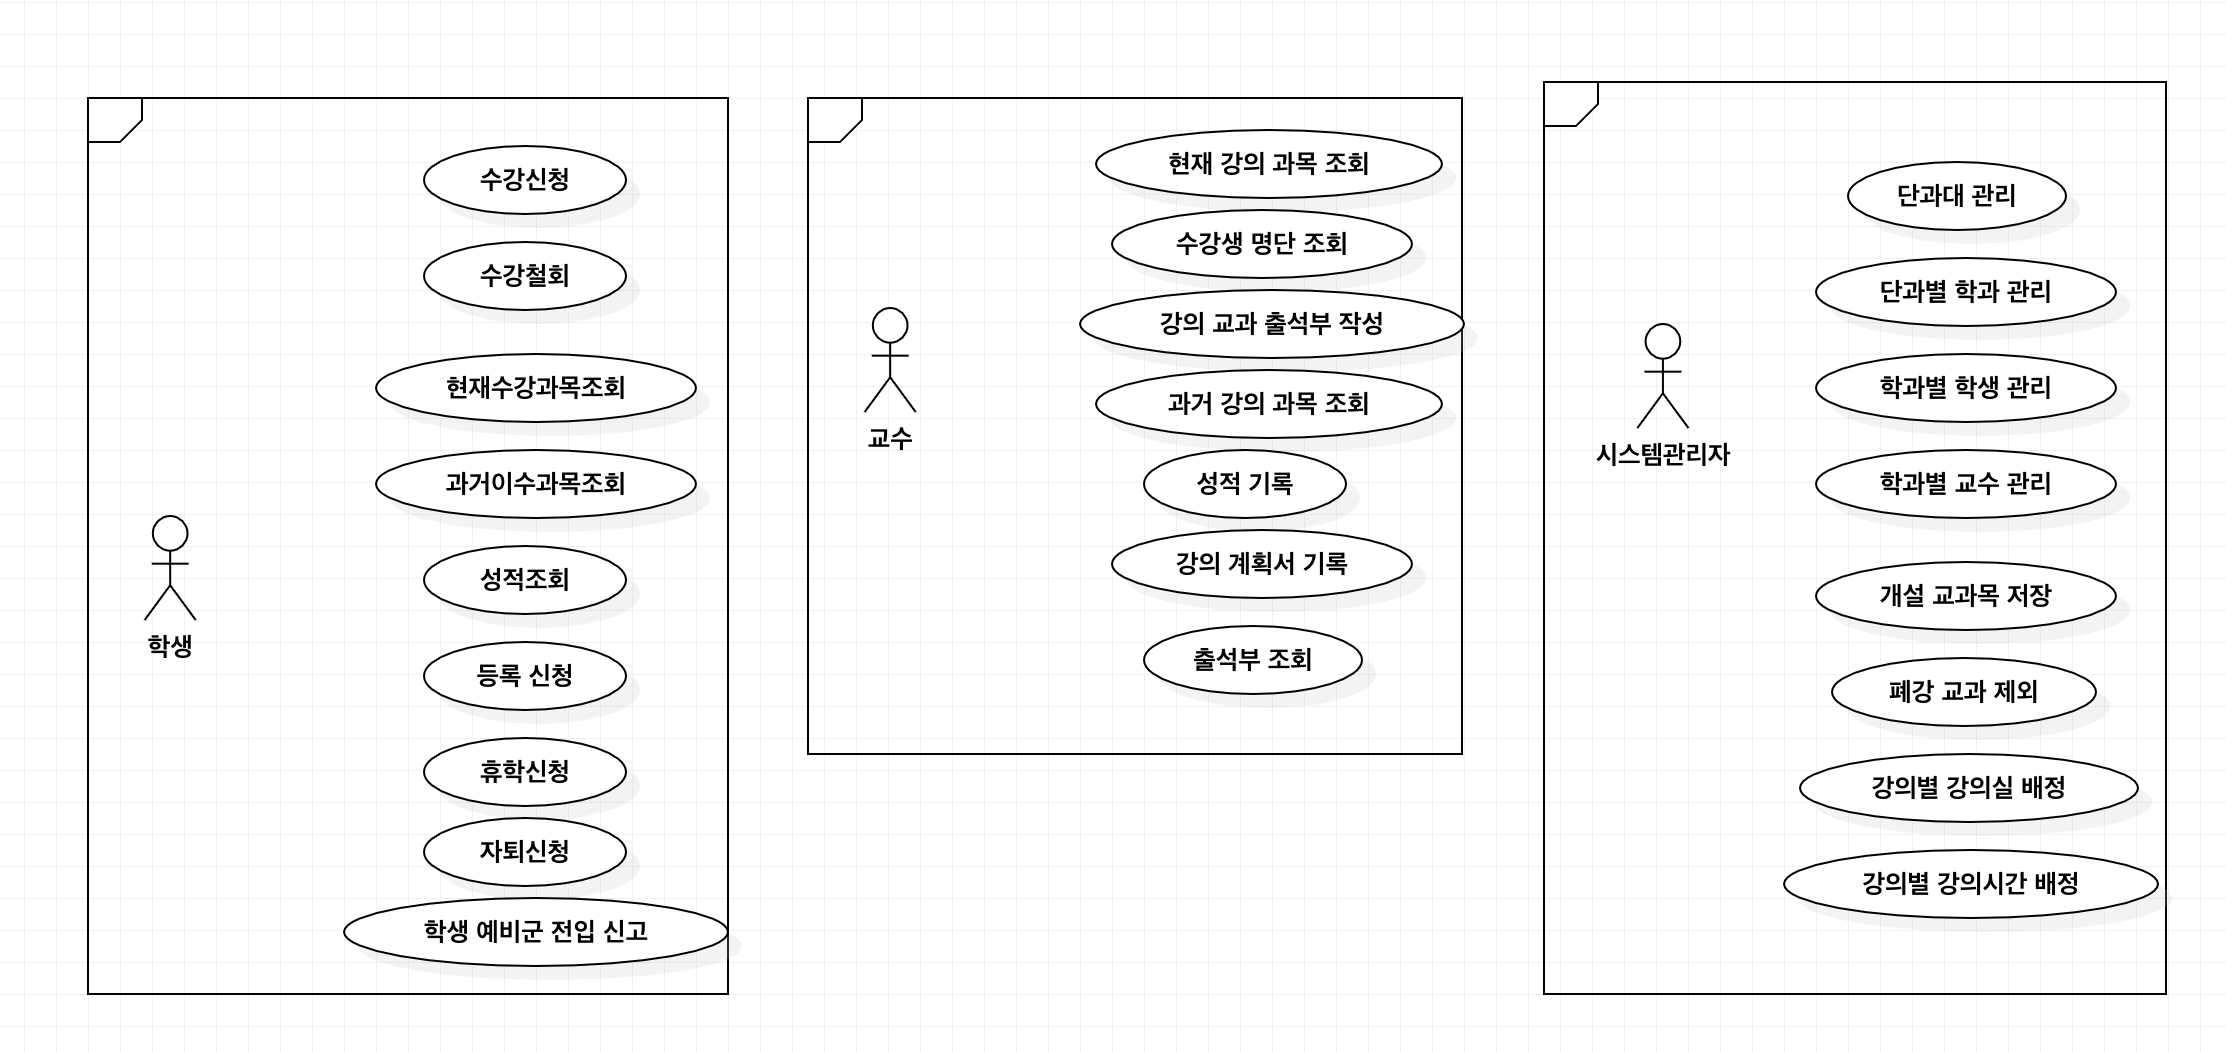 수강신청
수강철회
현재수강과목조회
과거이수과목조회
성적조회
등록 신청
휴학신청
자퇴신청
학생 예비군 전입 신고
학생
현재 강의 과목 조회
수강생 명단 조회
강의 교과 출석부 작성
과거 강의 과목 조회
성적 기록
강의 계획서 기록
출석부 조회
교수
단과대 관리
단과별 학과 관리
학과별 학생 관리
학과별 교수 관리
개설 교과목 저장
폐강 교과 제외
강의별 강의실 배정
강의별 강의시간 배정
시스템관리자